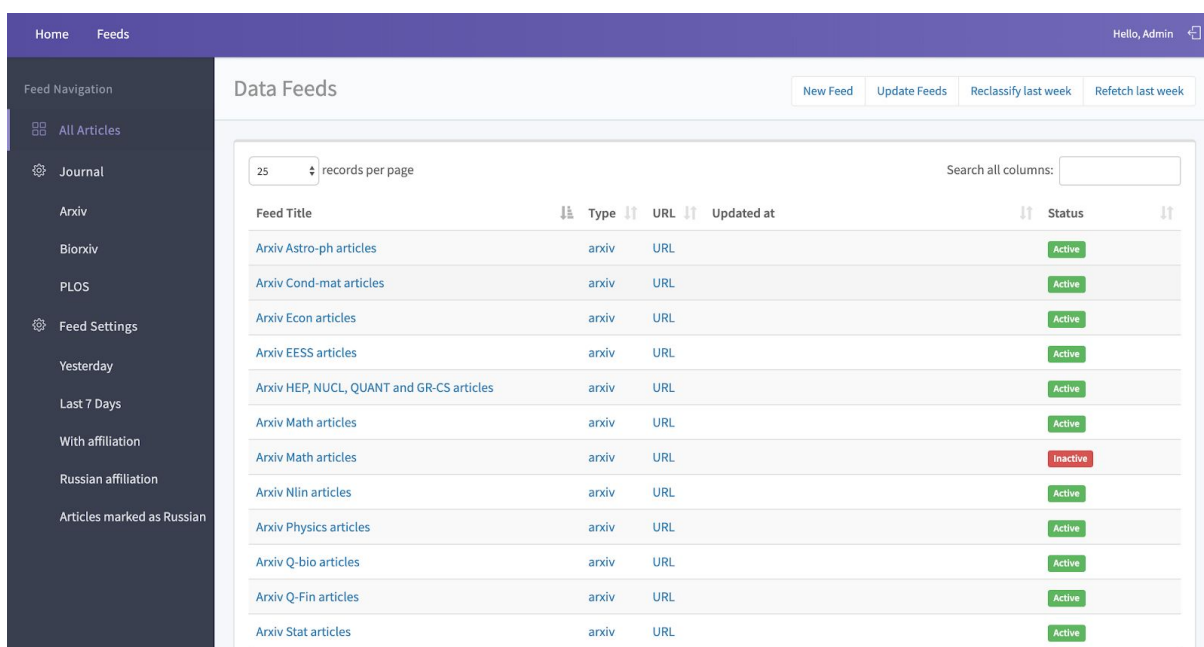 Home Feeds Hello, Admin
Feed Navigation
All Articles
Journal
Arxiv
Biorxiv
PLOS
Feed Settings
Yesterday
Last 7 Days
With affiliation
Russian affiliation
Articles marked as Russian
Data Feeds
New Feed Update Feeds Reclassify last week Refetch last week
25 records per page Search all columns:
Feed Title Type URL Updated at Status
Arxiv Astro-ph articles arxiv URL Active
Arxiv Cond-mat articles arxiv URL Active
Arxiv Econ articles arxiv URL Active
Arxiv EESS articles arxiv URL Active
Arxiv HEP, NUCL, QUANT and GR-CS articles arxiv URL Active
Arxiv Math articles arxiv URL Active
Arxiv Math articles arxiv URL Inactive
Arxiv Nlin articles arxiv URL Active
Arxiv Physics articles arxiv URL Active
Arxiv Q-bio articles arxiv URL Active
Arxiv Q-Fin articles arxiv URL Active
Arxiv Stat articles arxiv URL Active